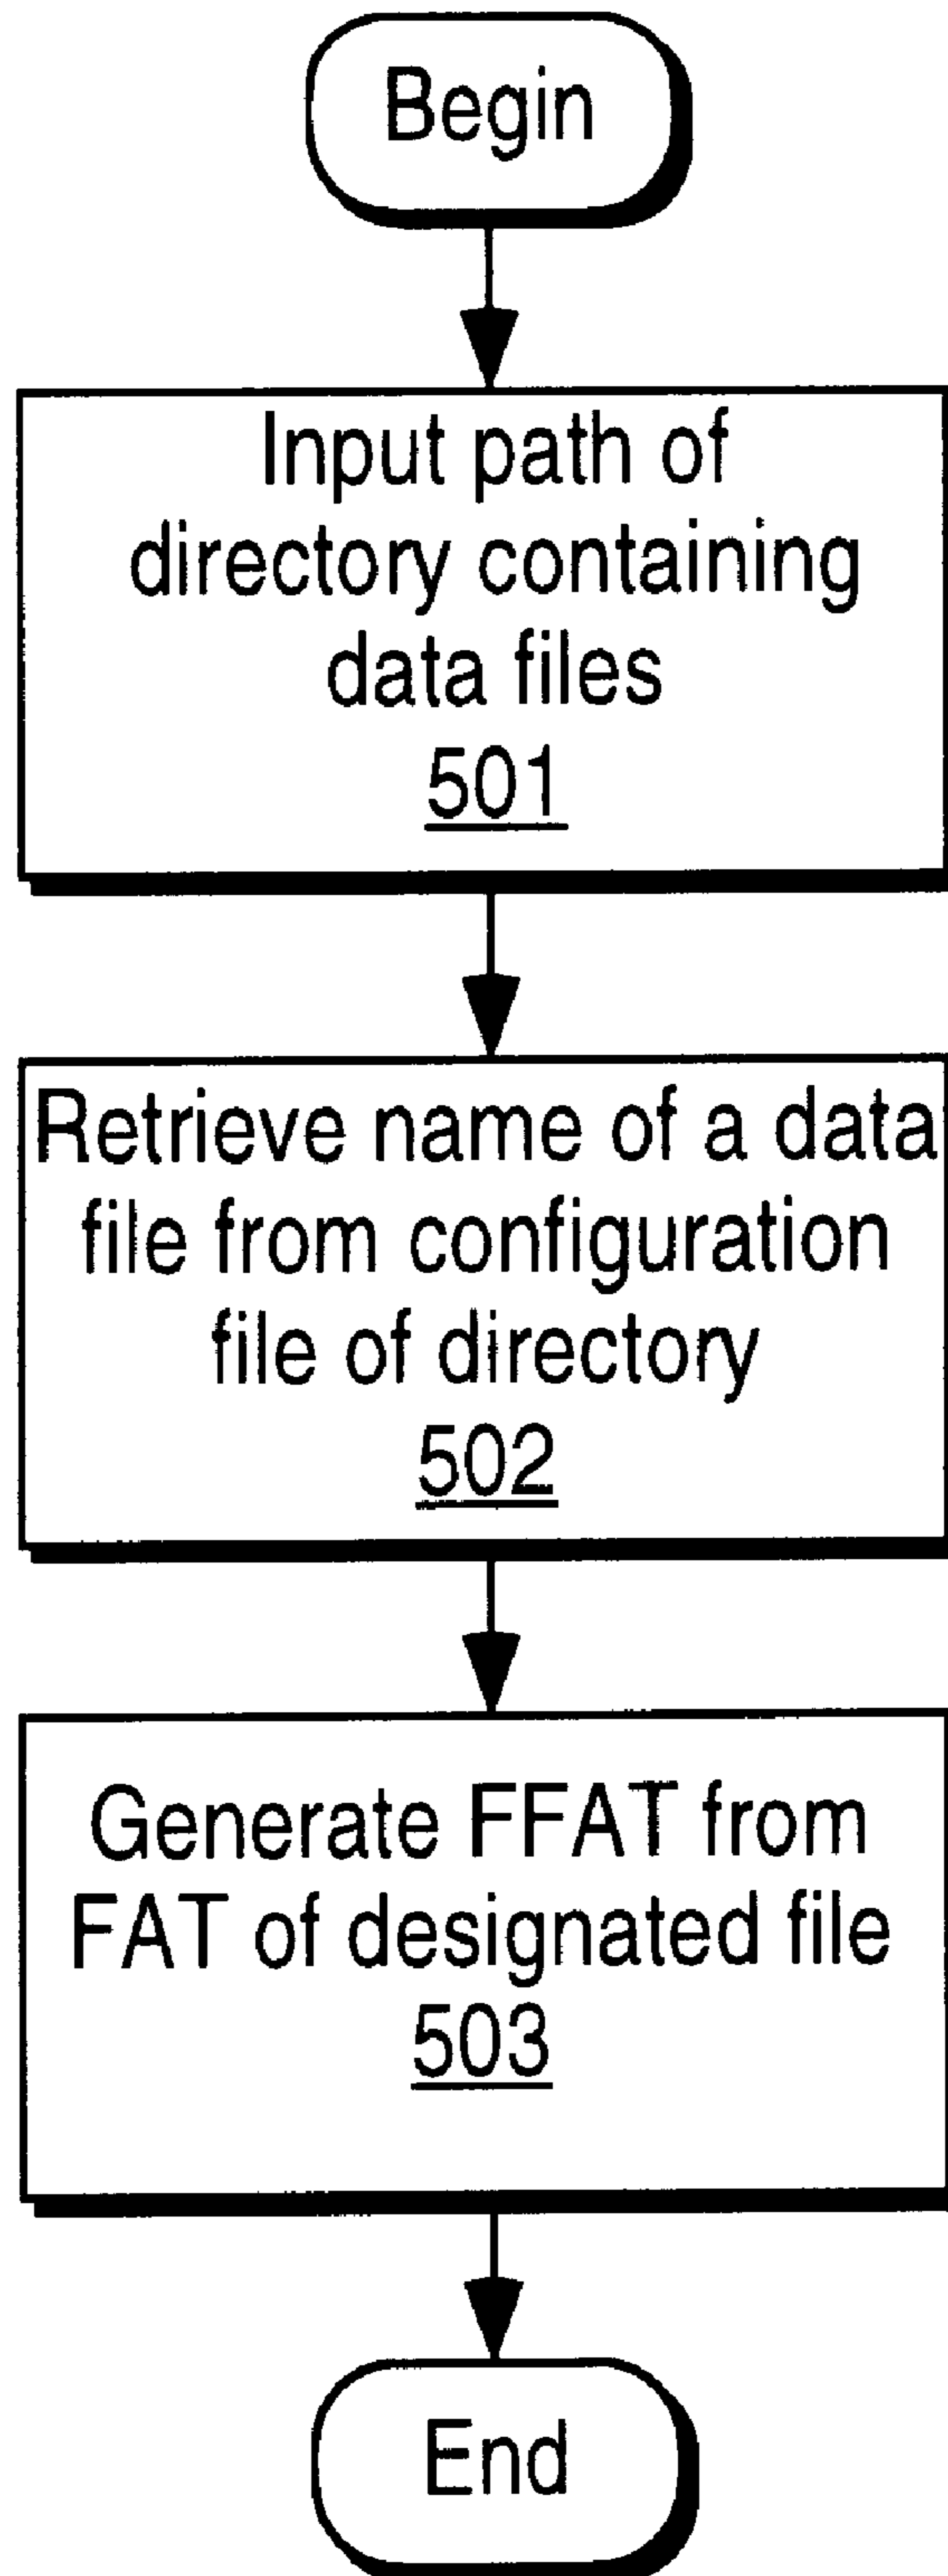 Begin
Input path of
directory containing
data files
501
Retrieve name of a data
file from configuration
file of directory
502
Generate FFAT from
FAT of designated file
503
End